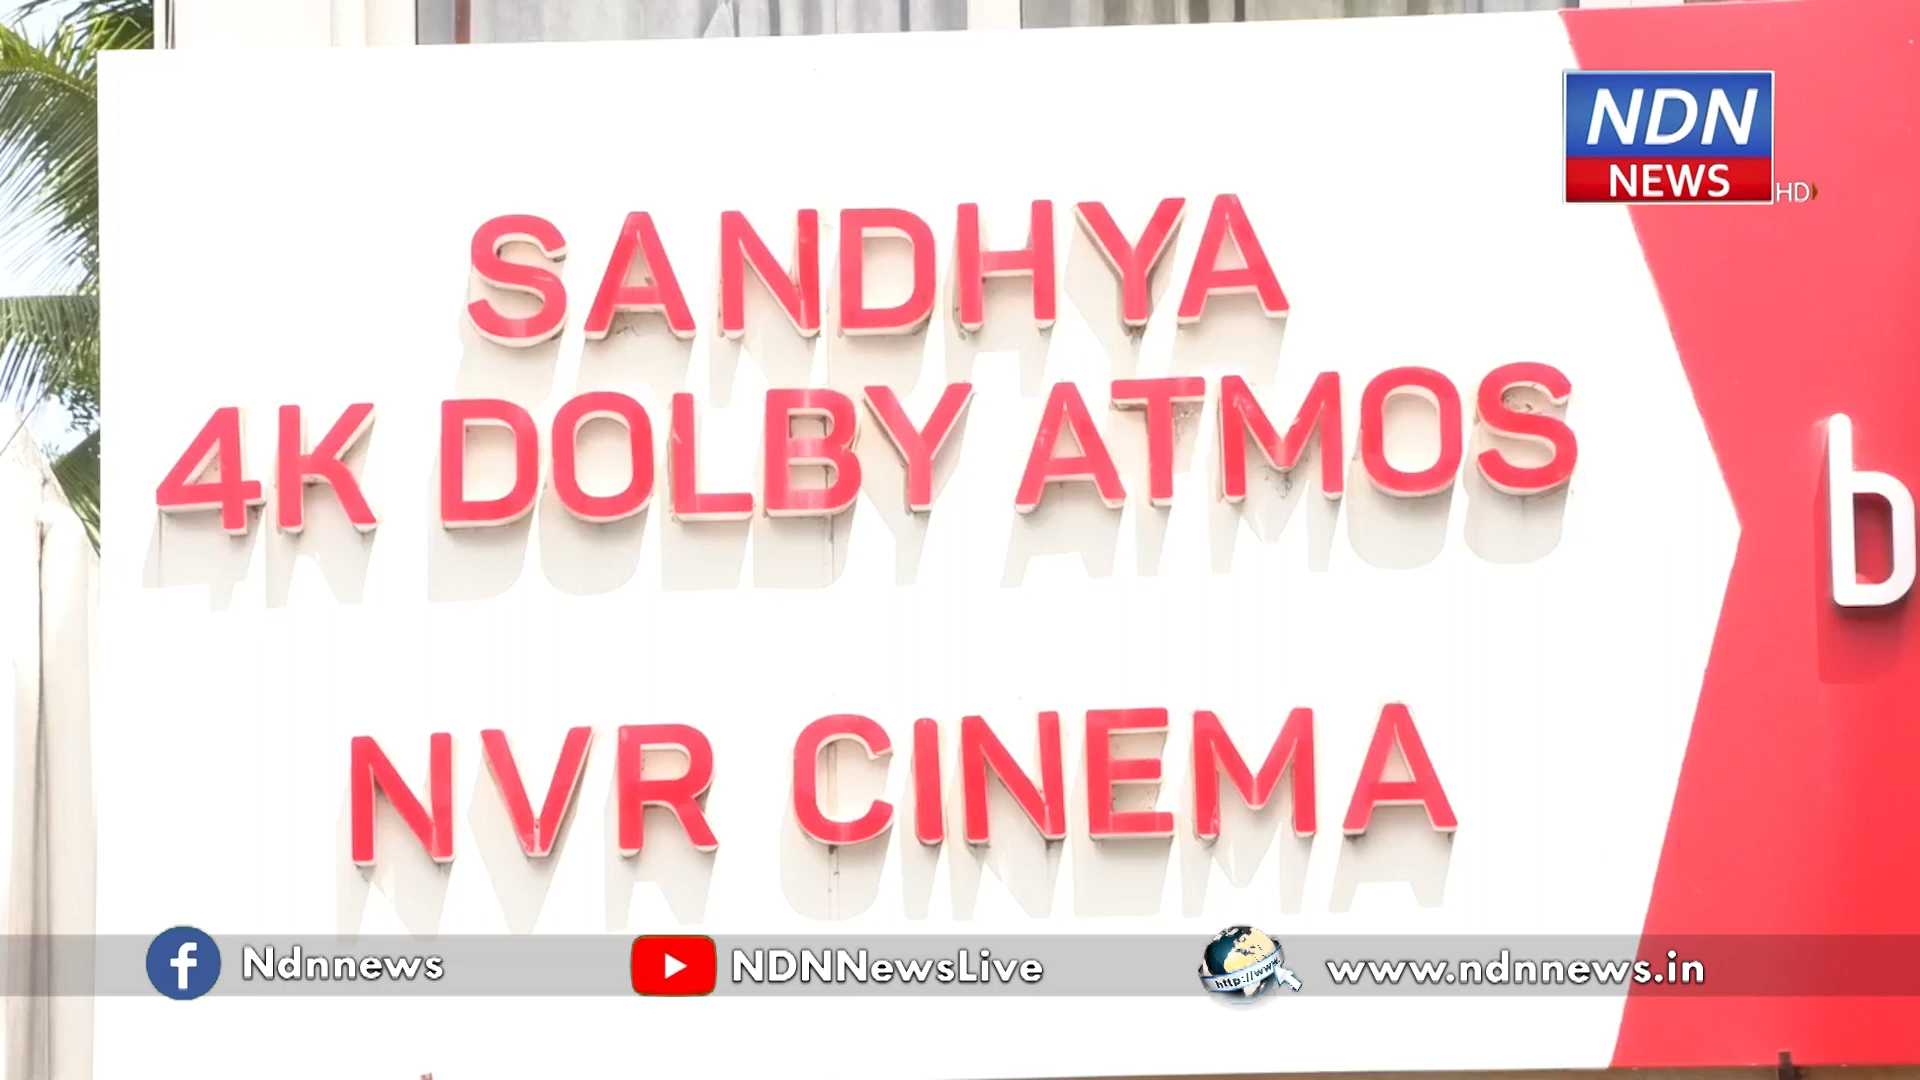 NDN
NEWS
HD
SANDHYA
4K DOLBY ATMOS
NVR CINEMA
b
Ndnnews
NDNNewsLive
http://www.
www.ndnnews.in